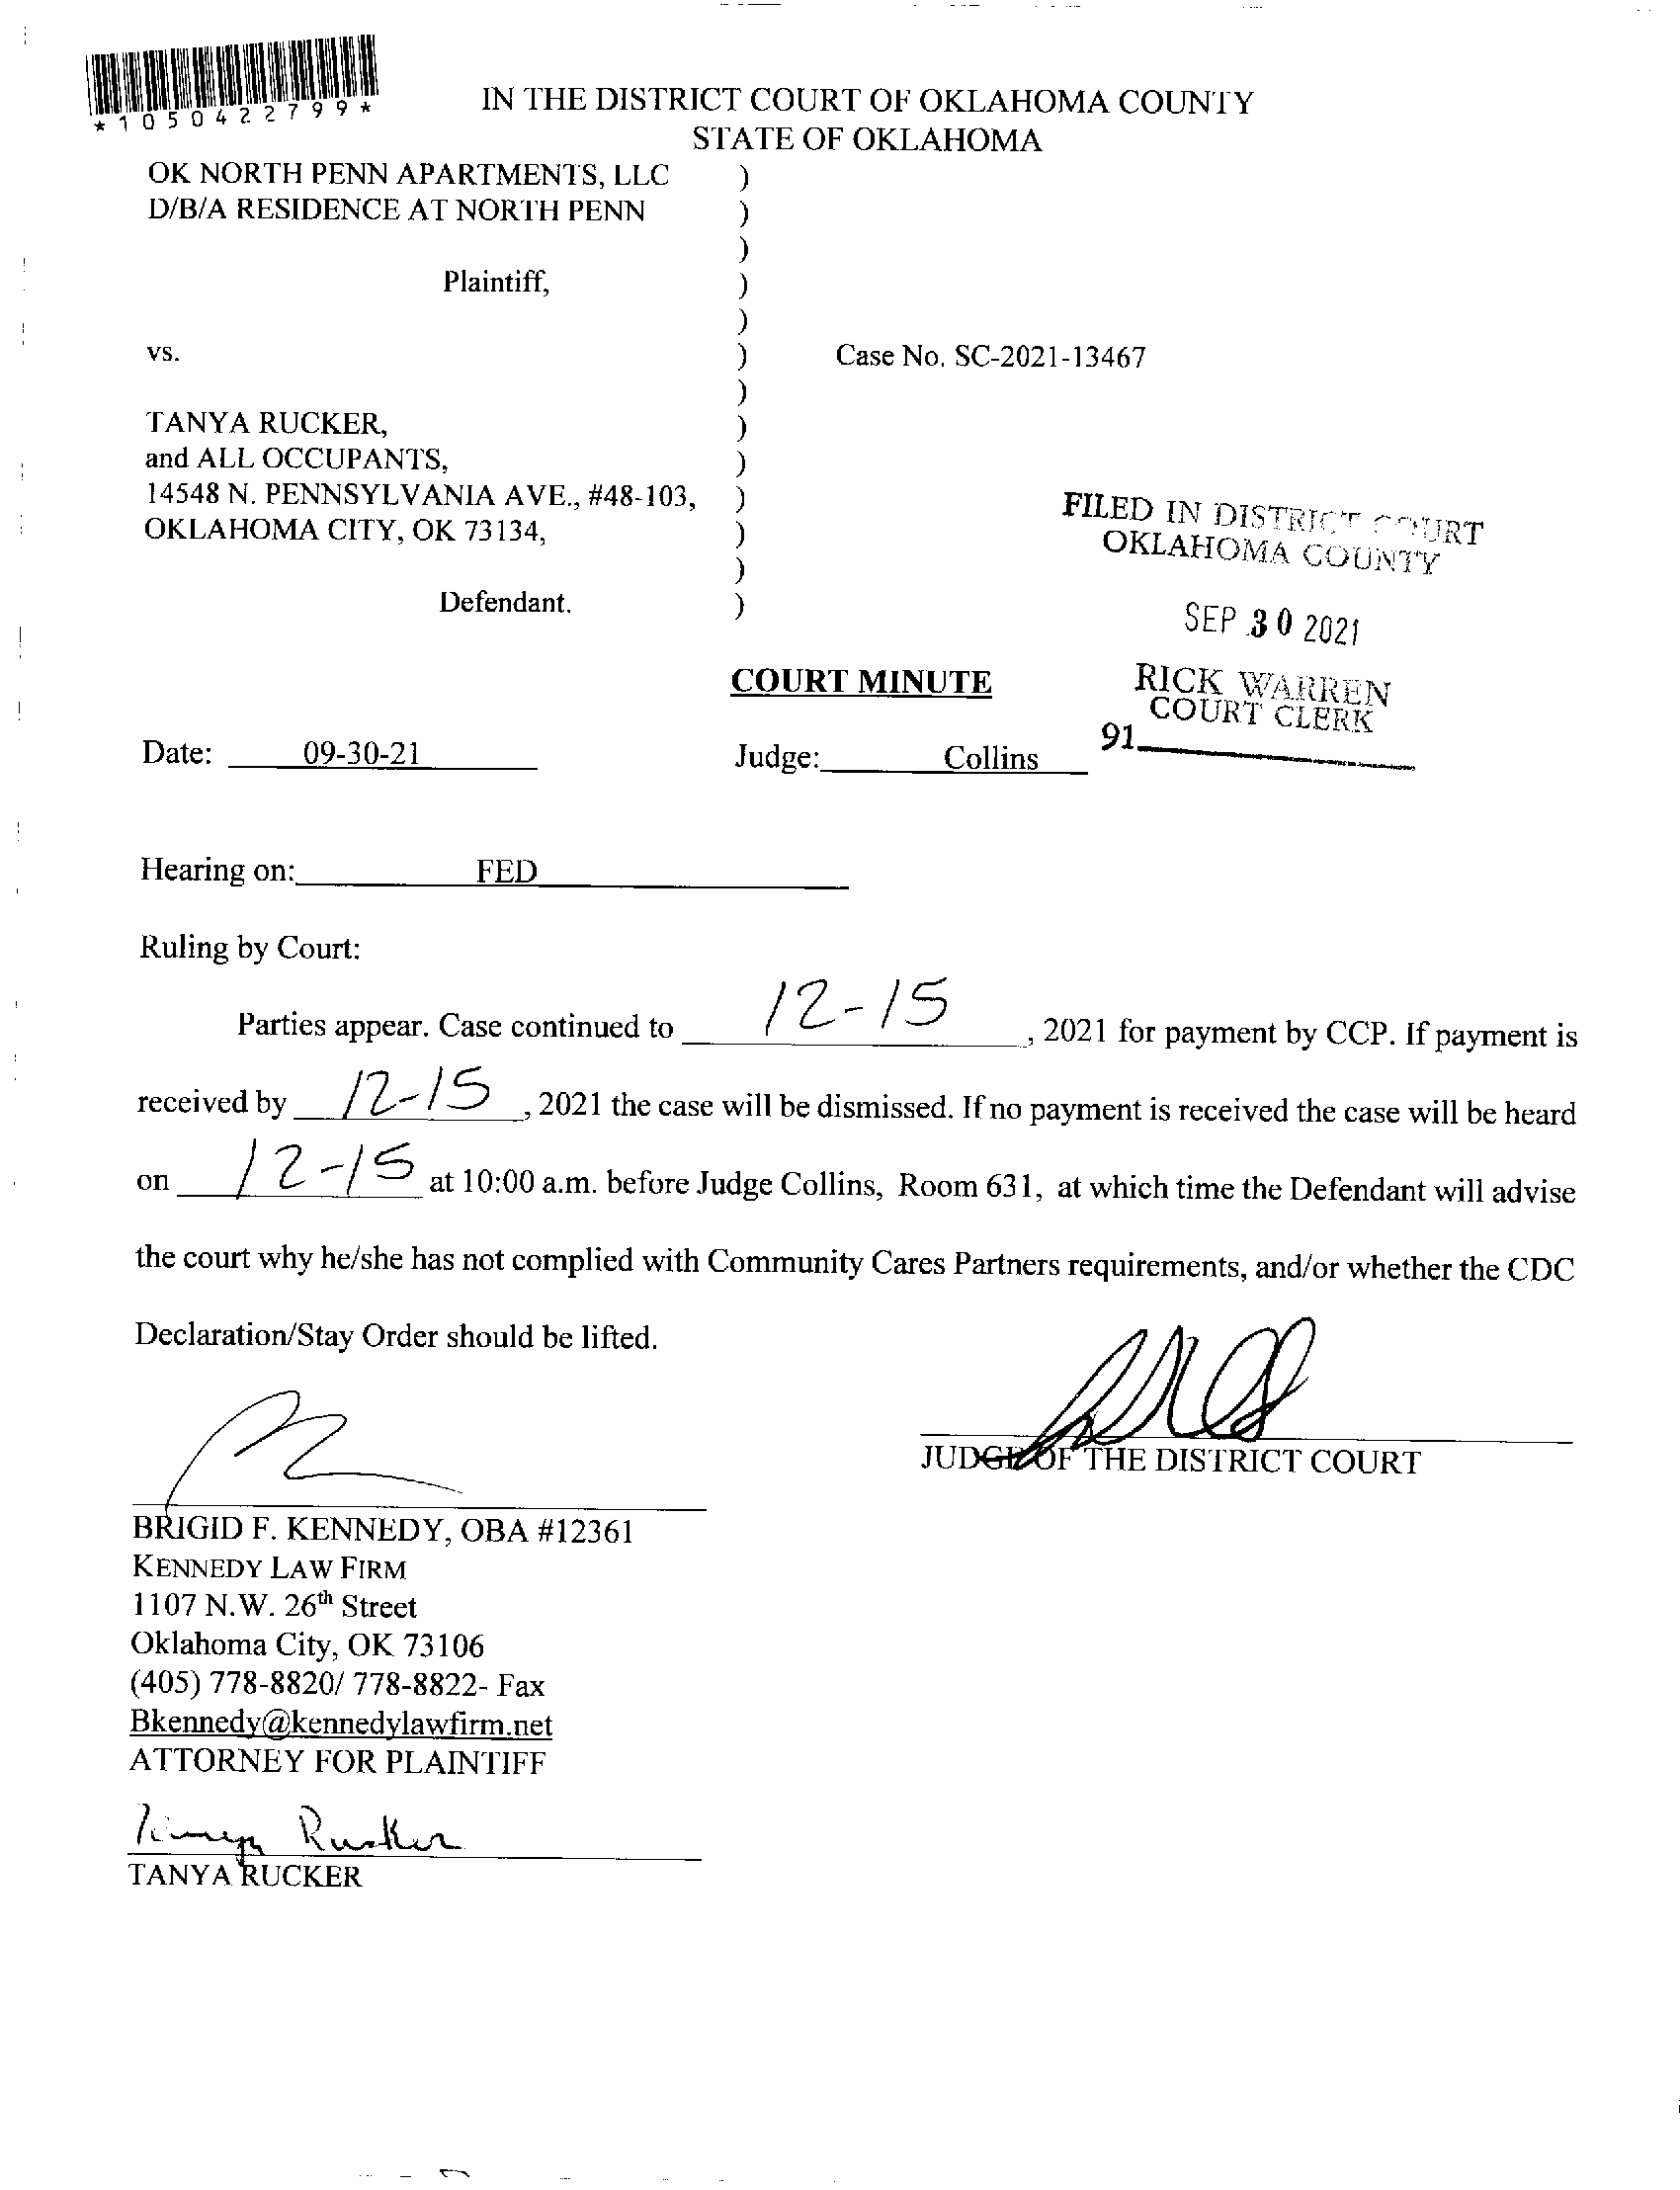 *1050422799*
IN THE DISTRICT COURT OF OKLAHOMA COUNTY
STATE OF OKLAHOMA
OK NORTH PENN APARTMENTS, LLC )
D/B/A RESIDENCE AT NORTH PENN )
)
Plaintiff, )
)
vs. ) Case No. SC-2021-13467
)
TANYA RUCKER, )
and ALL OCCUPANTS, )
14548 N. PENNSYLVANIA AVE., #48-103, )
OKLAHOMA CITY, OK 73134, )
)
Defendant. )
FILED IN DISTRICT COURT
OKLAHOMA COUNTY
SEP 30 2021
RICK WARREN
COURT CLERK
91
COURT MINUTE
Date: 09-30-21 Judge: Collins
Hearing on: FED
Ruling by Court:
Parties appear. Case continued to 12-15, 2021 for payment by CCP. If payment is
received by 12-15, 2021 the case will be dismissed. If no payment is received the case will be heard
on 12-15 at 10:00 a.m. before Judge Collins, Room 631, at which time the Defendant will advise
the court why he/she has not complied with Community Cares Partners requirements, and/or whether the CDC
Declaration/Stay Order should be lifted.
JUDGE OF THE DISTRICT COURT
BRIGID F. KENNEDY, OBA #12361
KENNEDY LAW FIRM
1107 N.W. 26th Street
Oklahoma City, OK 73106
(405) 778-8820/ 778-8822- Fax
Bkennedy@kennedylawfirm.net
ATTORNEY FOR PLAINTIFF
Tanya Rucker
TANYA RUCKER